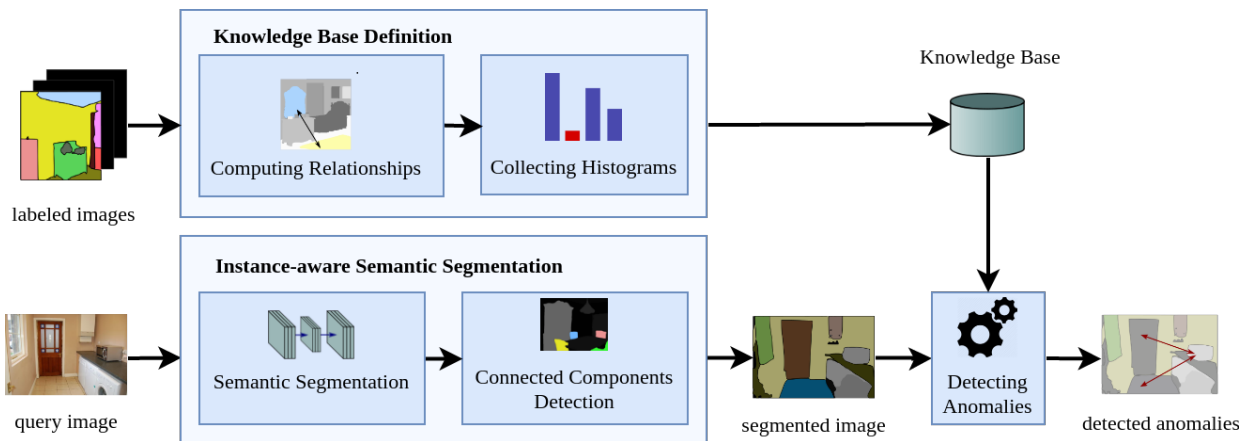 Knowledge Base Definition
Computing Relationships
Collecting Histograms
labeled images
Knowledge Base
Instance-aware Semantic Segmentation
Semantic Segmentation
Connected Components
Detection
query image
segmented image
Detecting
Anomalies
detected anomalies